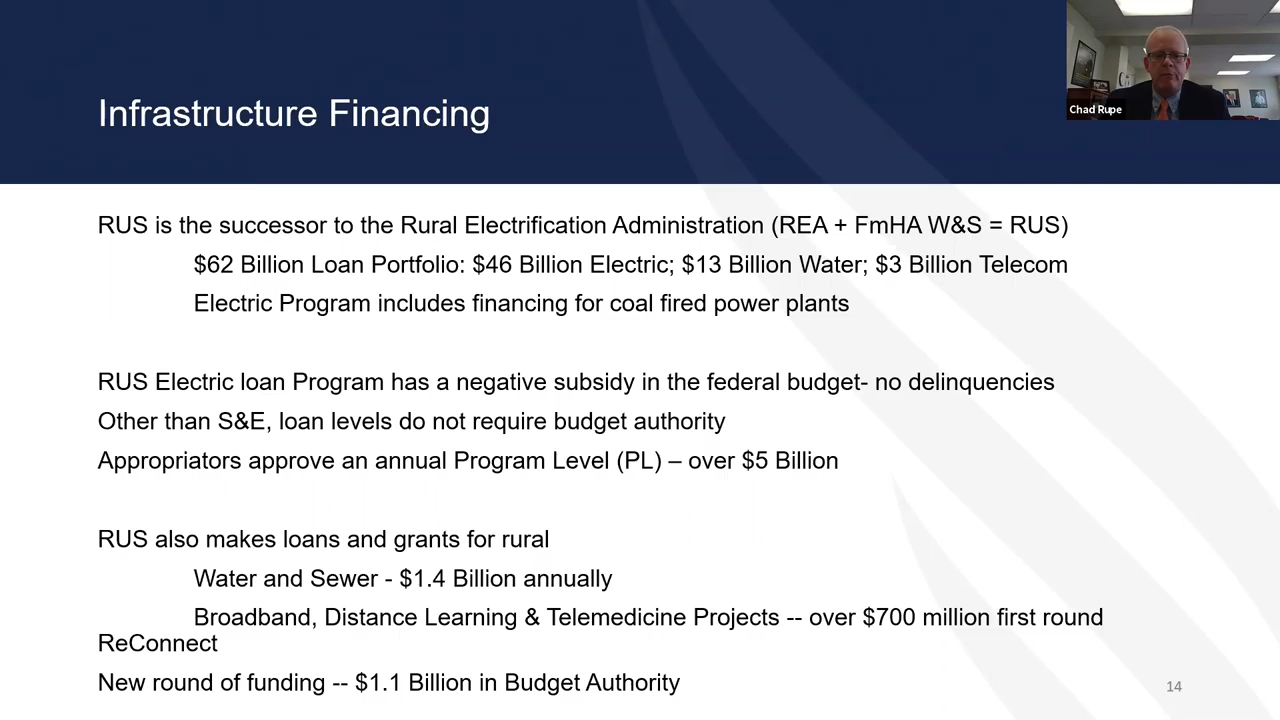 Chad Rupe
Infrastructure Financing
RUS is the successor to the Rural Electrification Administration (REA + FmHA W&S = RUS)
$62 Billion Loan Portfolio: $46 Billion Electric; $13 Billion Water; $3 Billion Telecom
Electric Program includes financing for coal fired power plants
RUS Electric loan Program has a negative subsidy in the federal budget- no delinquencies
Other than S&E, loan levels do not require budget authority
Appropriators approve an annual Program Level (PL) – over $5 Billion
RUS also makes loans and grants for rural
Water and Sewer - $1.4 Billion annually
Broadband, Distance Learning & Telemedicine Projects -- over $700 million first round
ReConnect
New round of funding -- $1.1 Billion in Budget Authority
14